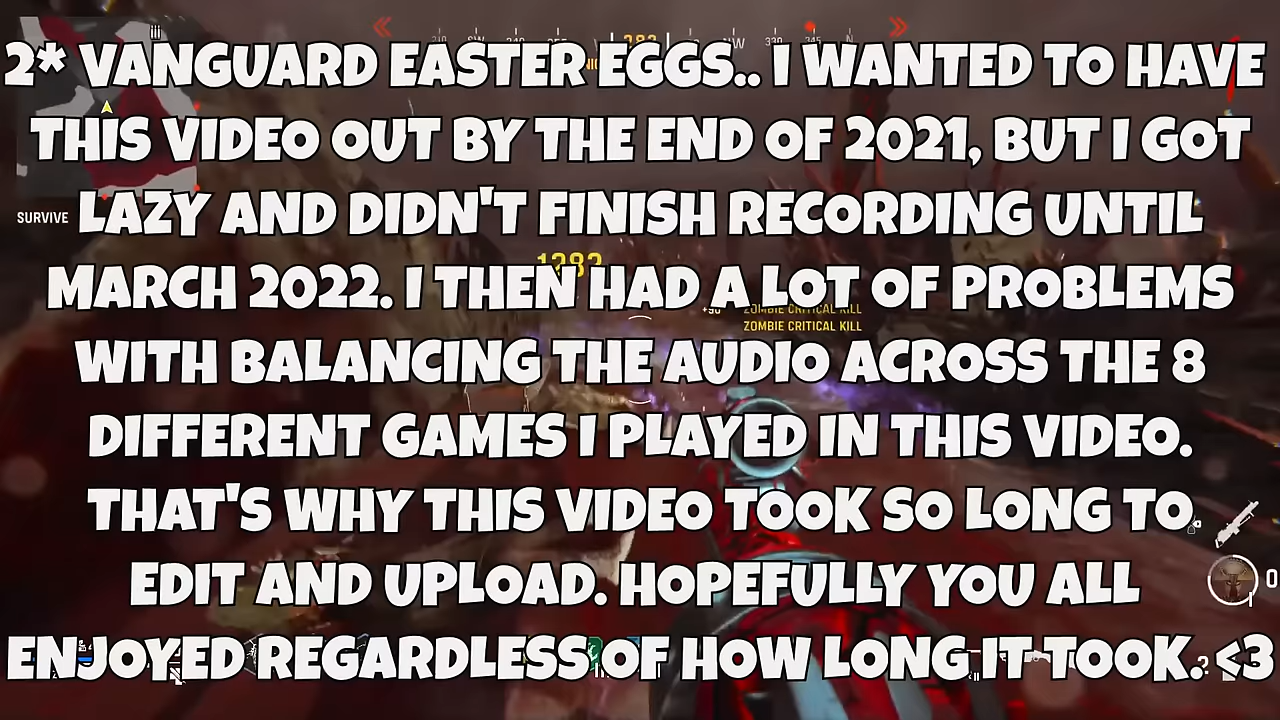 2* VANGUARD EASTER EGGS.. I WANTED TO HAVE
THIS VIDEO OUT BY THE END OF 2021, BUT I GOT
SURVIVE
LAZY AND DIDN'T FINISH RECORDING UNTIL
1282
MARCH 2022. I THEN HAD A LOT OF PROBLEMS
+90 ZOMBIE CRITICAL KILL
ZOMBIE CRITICAL KILL
WITH BALANCING THE AUDIO ACROSS THE 8
DIFFERENT GAMES I PLAYED IN THIS VIDEO.
THAT'S WHY THIS VIDEO TOOK SO LONG TO
EDIT AND UPLOAD. HOPEFULLY YOU ALL
0
ENJOYED REGARDLESS OF HOW LONG IT TOOK. <3